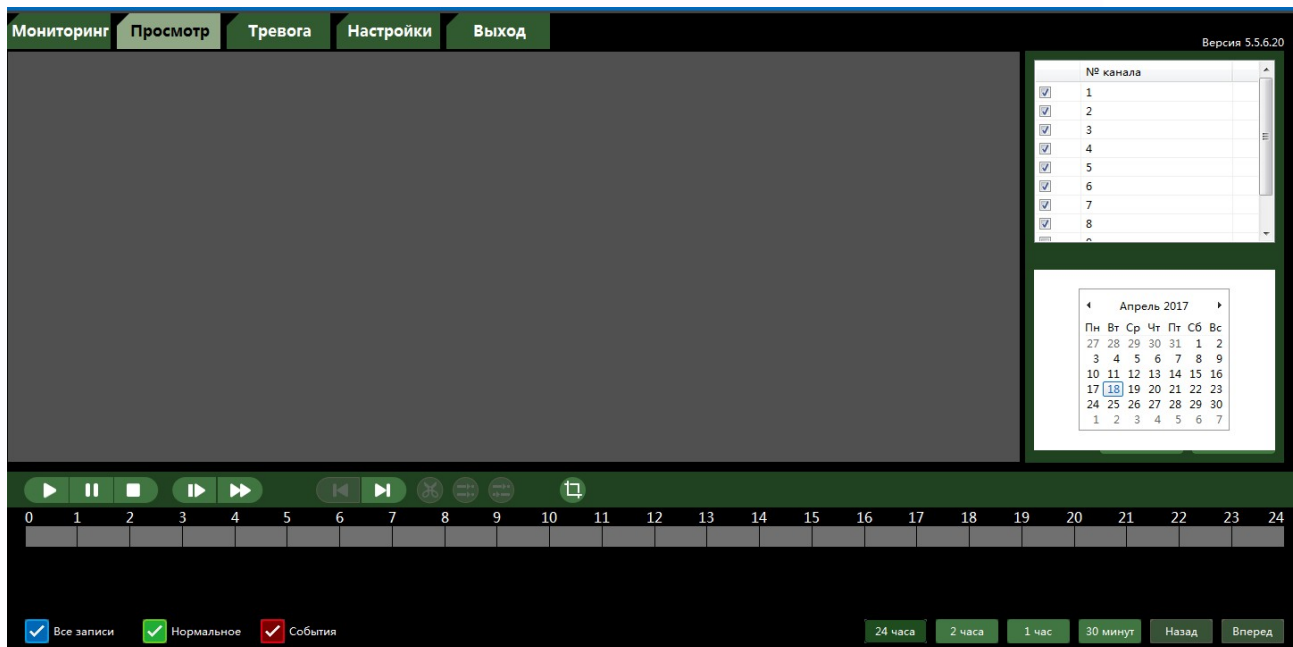 Мониторинг Просмотр Тревога Настройки Выход
Версия 5.5.6.20
№ канала
1
2
3
4
5
6
7
8
Апрель 2017
Пн Вт Ср Чт Пт Сб Вс
27 28 29 30 31 1 2
3 4 5 6 7 8 9
10 11 12 13 14 15 16
17 18 19 20 21 22 23
24 25 26 27 28 29 30
1 2 3 4 5 6 7
0 1 2 3 4 5 6 7 8 9 10 11 12 13 14 15 16 17 18 19 20 21 22 23 24
Все записи Нормальное События 24 часа 2 часа 1 час 30 минут Назад Вперед